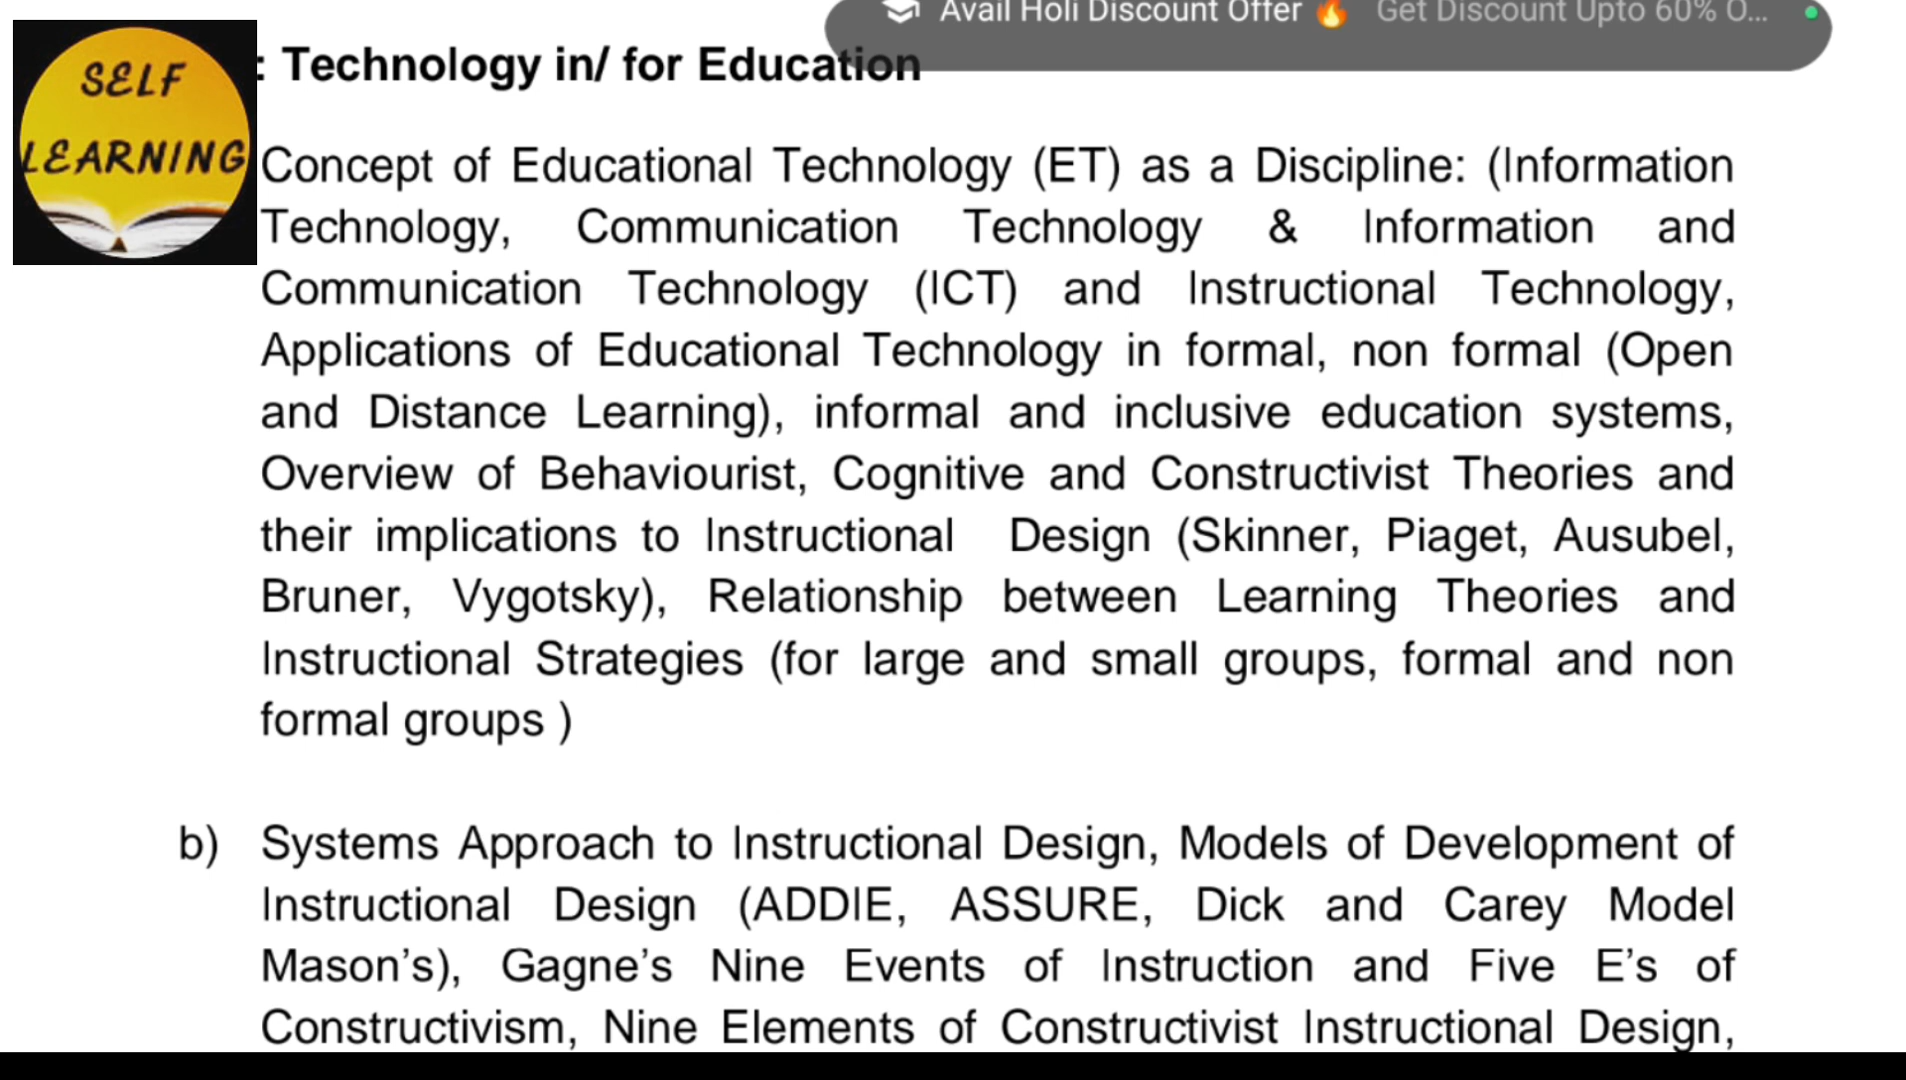 Avail Holi Discount Offer 🔥 Get Discount Upto 60% O...
SELF
LEARNING
: Technology in/ for Education
Concept of Educational Technology (ET) as a Discipline: (Information
Technology, Communication Technology & Information and
Communication Technology (ICT) and Instructional Technology,
Applications of Educational Technology in formal, non formal (Open
and Distance Learning), informal and inclusive education systems,
Overview of Behaviourist, Cognitive and Constructivist Theories and
their implications to Instructional Design (Skinner, Piaget, Ausubel,
Bruner, Vygotsky), Relationship between Learning Theories and
Instructional Strategies (for large and small groups, formal and non
formal groups )
b) Systems Approach to Instructional Design, Models of Development of
Instructional Design (ADDIE, ASSURE, Dick and Carey Model
Mason’s), Gagne’s Nine Events of Instruction and Five E’s of
Constructivism, Nine Elements of Constructivist Instructional Design,